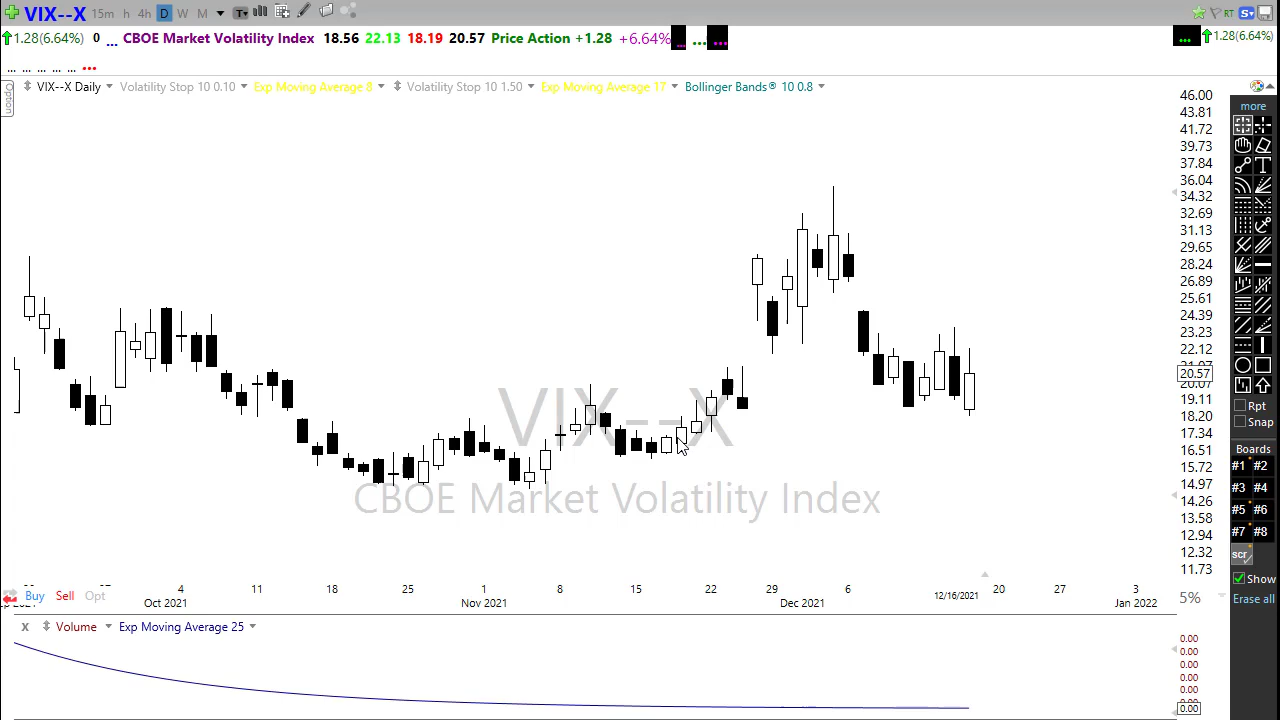 VIX--X 15m h 4h D W M T RT S
1.28(6.64%) 0 ... CBOE Market Volatility Index 18.56 22.13 18.19 20.57 Price Action +1.28 +6.64% ... ... ... ... 1.28(6.64%)
... ... ... ... ... ...
Option
VIX--X Daily Volatility Stop 10 0.10 Exp Moving Average 8 Volatility Stop 10 1.50 Exp Moving Average 17 Bollinger Bands® 10 0.8
46.00
43.81
41.72
39.73
37.84
36.04
34.32
32.69
31.13
29.65
28.24
26.89
25.61
24.39
23.23
22.12
20.57
20.07
19.11
18.20
17.34
16.51
15.72
14.97
14.26
13.58
12.94
12.32
11.73
more
T
Rpt
Snap
Boards
#1 #2
#3 #4
#5 #6
#7 #8
scr
Show
Erase all
VIX--X
CBOE Market Volatility Index
4 11 18 25 1 8 15 22 29 6 12/16/2021 20 27 3
Buy Sell Opt
Oct 2021 Nov 2021 Dec 2021 Jan 2022
5%
X Volume Exp Moving Average 25
0.00
0.00
0.00
0.00
0.00
0.00